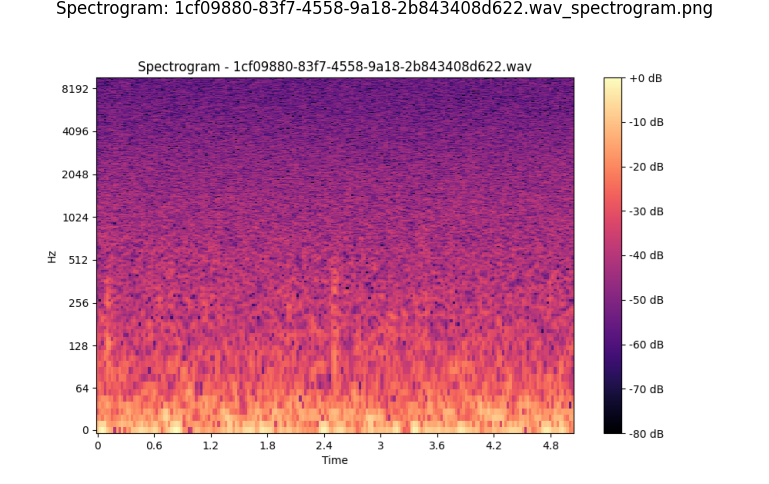 Spectrogram: 1cf09880-83f7-4558-9a18-2b843408d622.wav_spectrogram.png
Spectrogram - 1cf09880-83f7-4558-9a18-2b843408d622.wav
8192
4096
2048
1024
512
256
128
64
0
Hz
0 0.6 1.2 1.8 2.4 3 3.6 4.2 4.8
Time
+0 dB
-10 dB
-20 dB
-30 dB
-40 dB
-50 dB
-60 dB
-70 dB
-80 dB